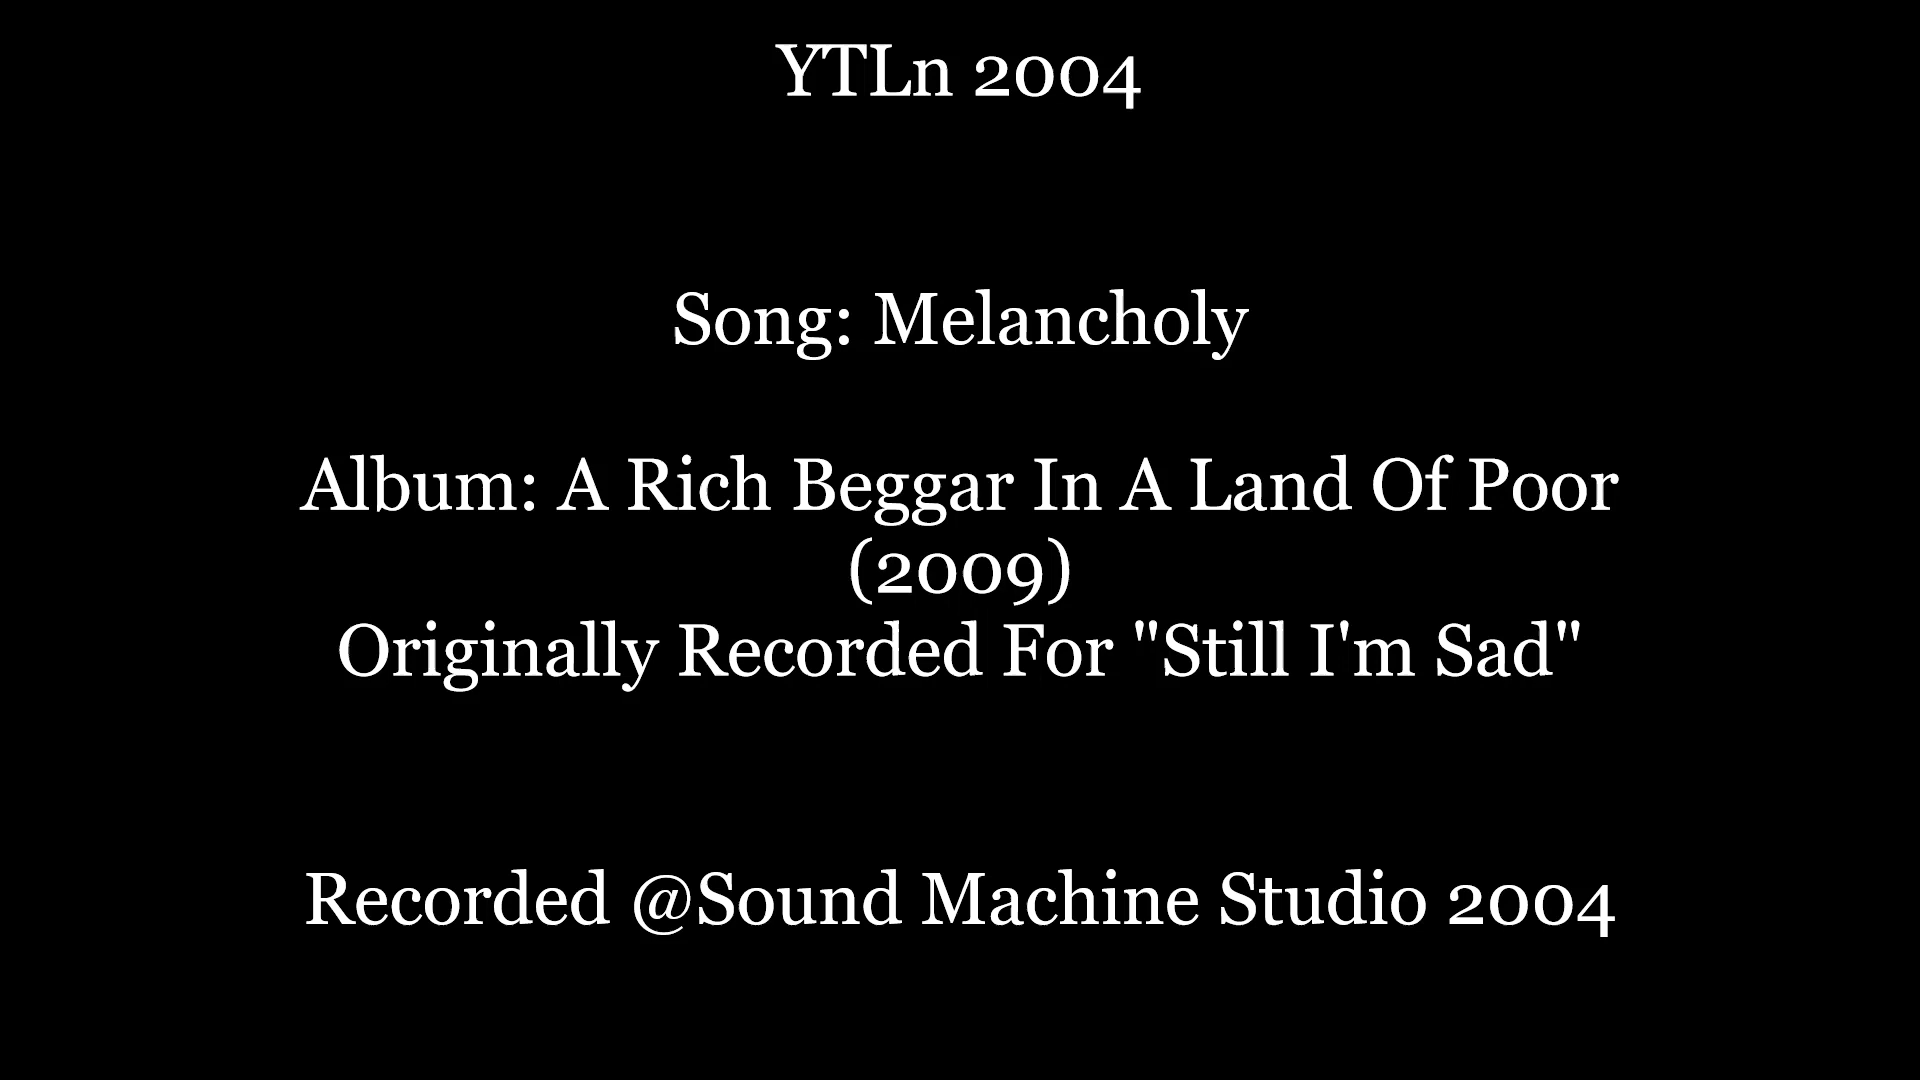 YTLn 2004
Song: Melancholy
Album: A Rich Beggar In A Land Of Poor
(2009)
Originally Recorded For "Still I'm Sad"
Recorded @Sound Machine Studio 2004